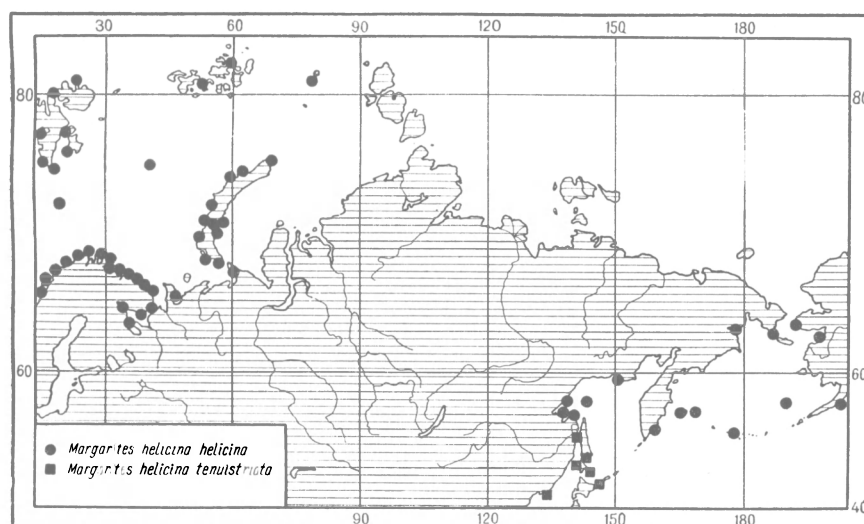 30 60 90 120 150 180
80 80
60 60
Margarites helicina helicina
Margarites helicina tenuistriata
90 120 150 180 40